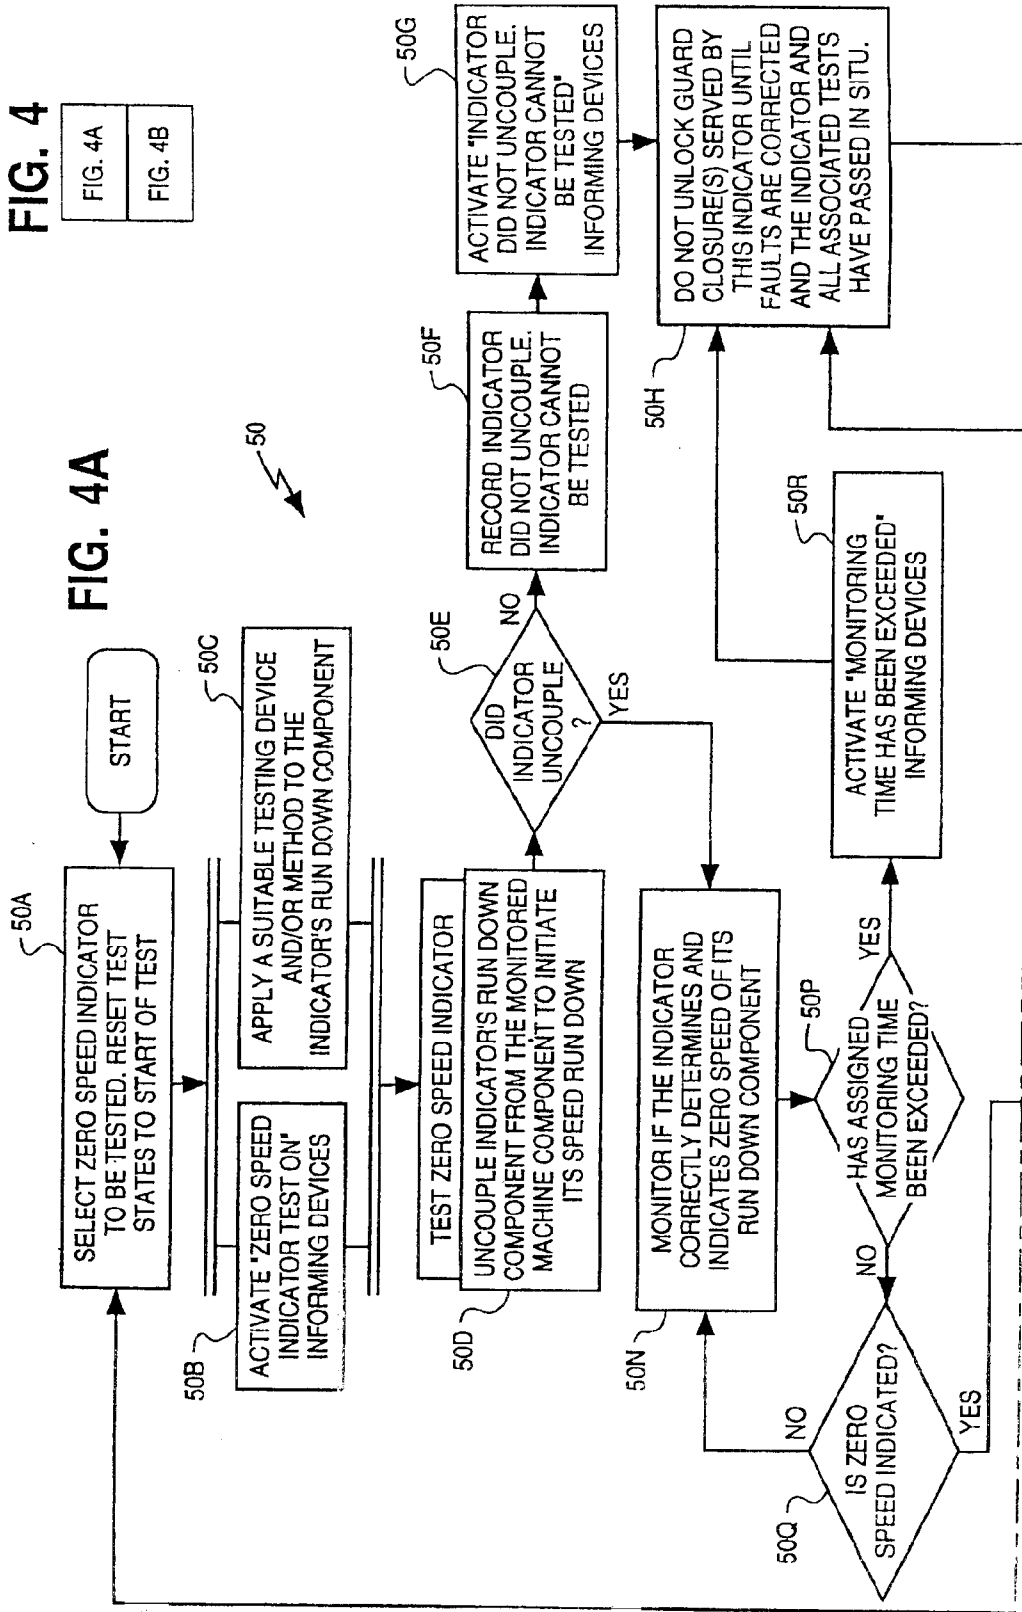 FIG. 4
FIG. 4A
FIG. 4B
FIG. 4A
50
START
50A
SELECT ZERO SPEED INDICATOR
TO BE TESTED. RESET TEST
STATES TO START OF TEST
50B
ACTIVATE "ZERO SPEED
INDICATOR TEST ON"
INFORMING DEVICES
50C
APPLY A SUITABLE TESTING DEVICE
AND/OR METHOD TO THE
INDICATOR'S RUN DOWN COMPONENT
TEST ZERO SPEED INDICATOR
UNCOUPLE INDICATOR'S RUN DOWN
COMPONENT FROM THE MONITORED
MACHINE COMPONENT TO INITIATE
ITS SPEED RUN DOWN
50D
50E
DID
INDICATOR
UNCOUPLE
?
NO
YES
50F
RECORD INDICATOR
DID NOT UNCOUPLE.
INDICATOR CANNOT
BE TESTED
50G
ACTIVATE "INDICATOR
DID NOT UNCOUPLE.
INDICATOR CANNOT
BE TESTED"
INFORMING DEVICES
DO NOT UNLOCK GUARD
CLOSURE(S) SERVED BY
THIS INDICATOR UNTIL
FAULTS ARE CORRECTED
AND THE INDICATOR AND
ALL ASSOCIATED TESTS
HAVE PASSED IN SITU.
50H
MONITOR IF THE INDICATOR
CORRECTLY DETERMINES AND
INDICATES ZERO SPEED OF ITS
RUN DOWN COMPONENT
50N
50P
HAS ASSIGNED
MONITORING TIME
BEEN EXCEEDED?
YES
NO
50R
ACTIVATE "MONITORING
TIME HAS BEEN EXCEEDED"
INFORMING DEVICES
50Q
IS ZERO
SPEED INDICATED?
NO
YES